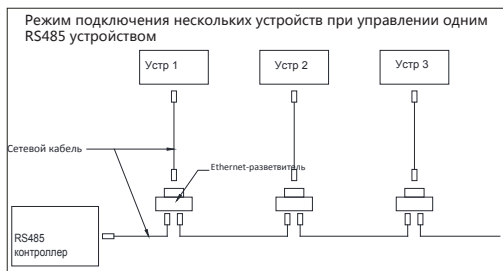 Режим подключения нескольких устройств при управлении одним
RS485 устройством
Устр 1
Устр 2
Устр 3
Сетевой кабель
Ethernet-разветвитель
RS485
контроллер